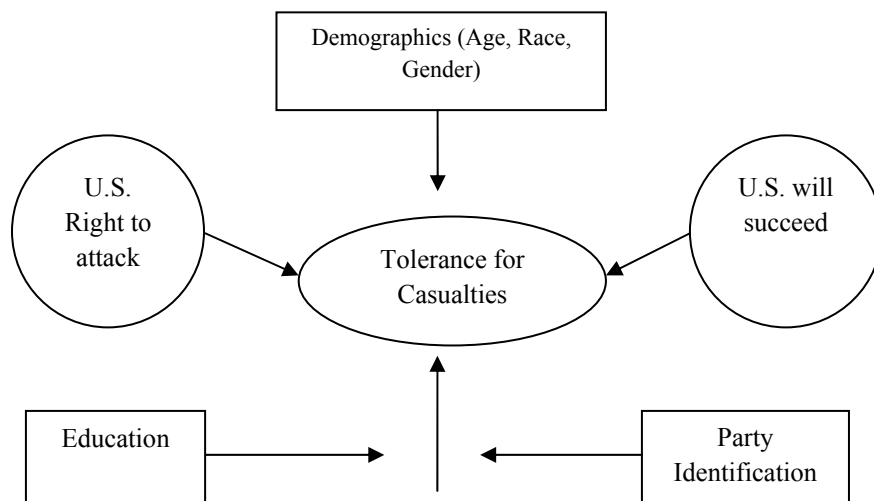 Demographics (Age, Race,
Gender)
U.S.
Right to
attack
U.S. will
succeed
Tolerance for
Casualties
Education
Party
Identification